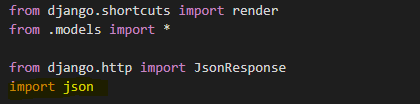 from django.shortcuts import render
from .models import *
from django.http import JsonResponse
import json